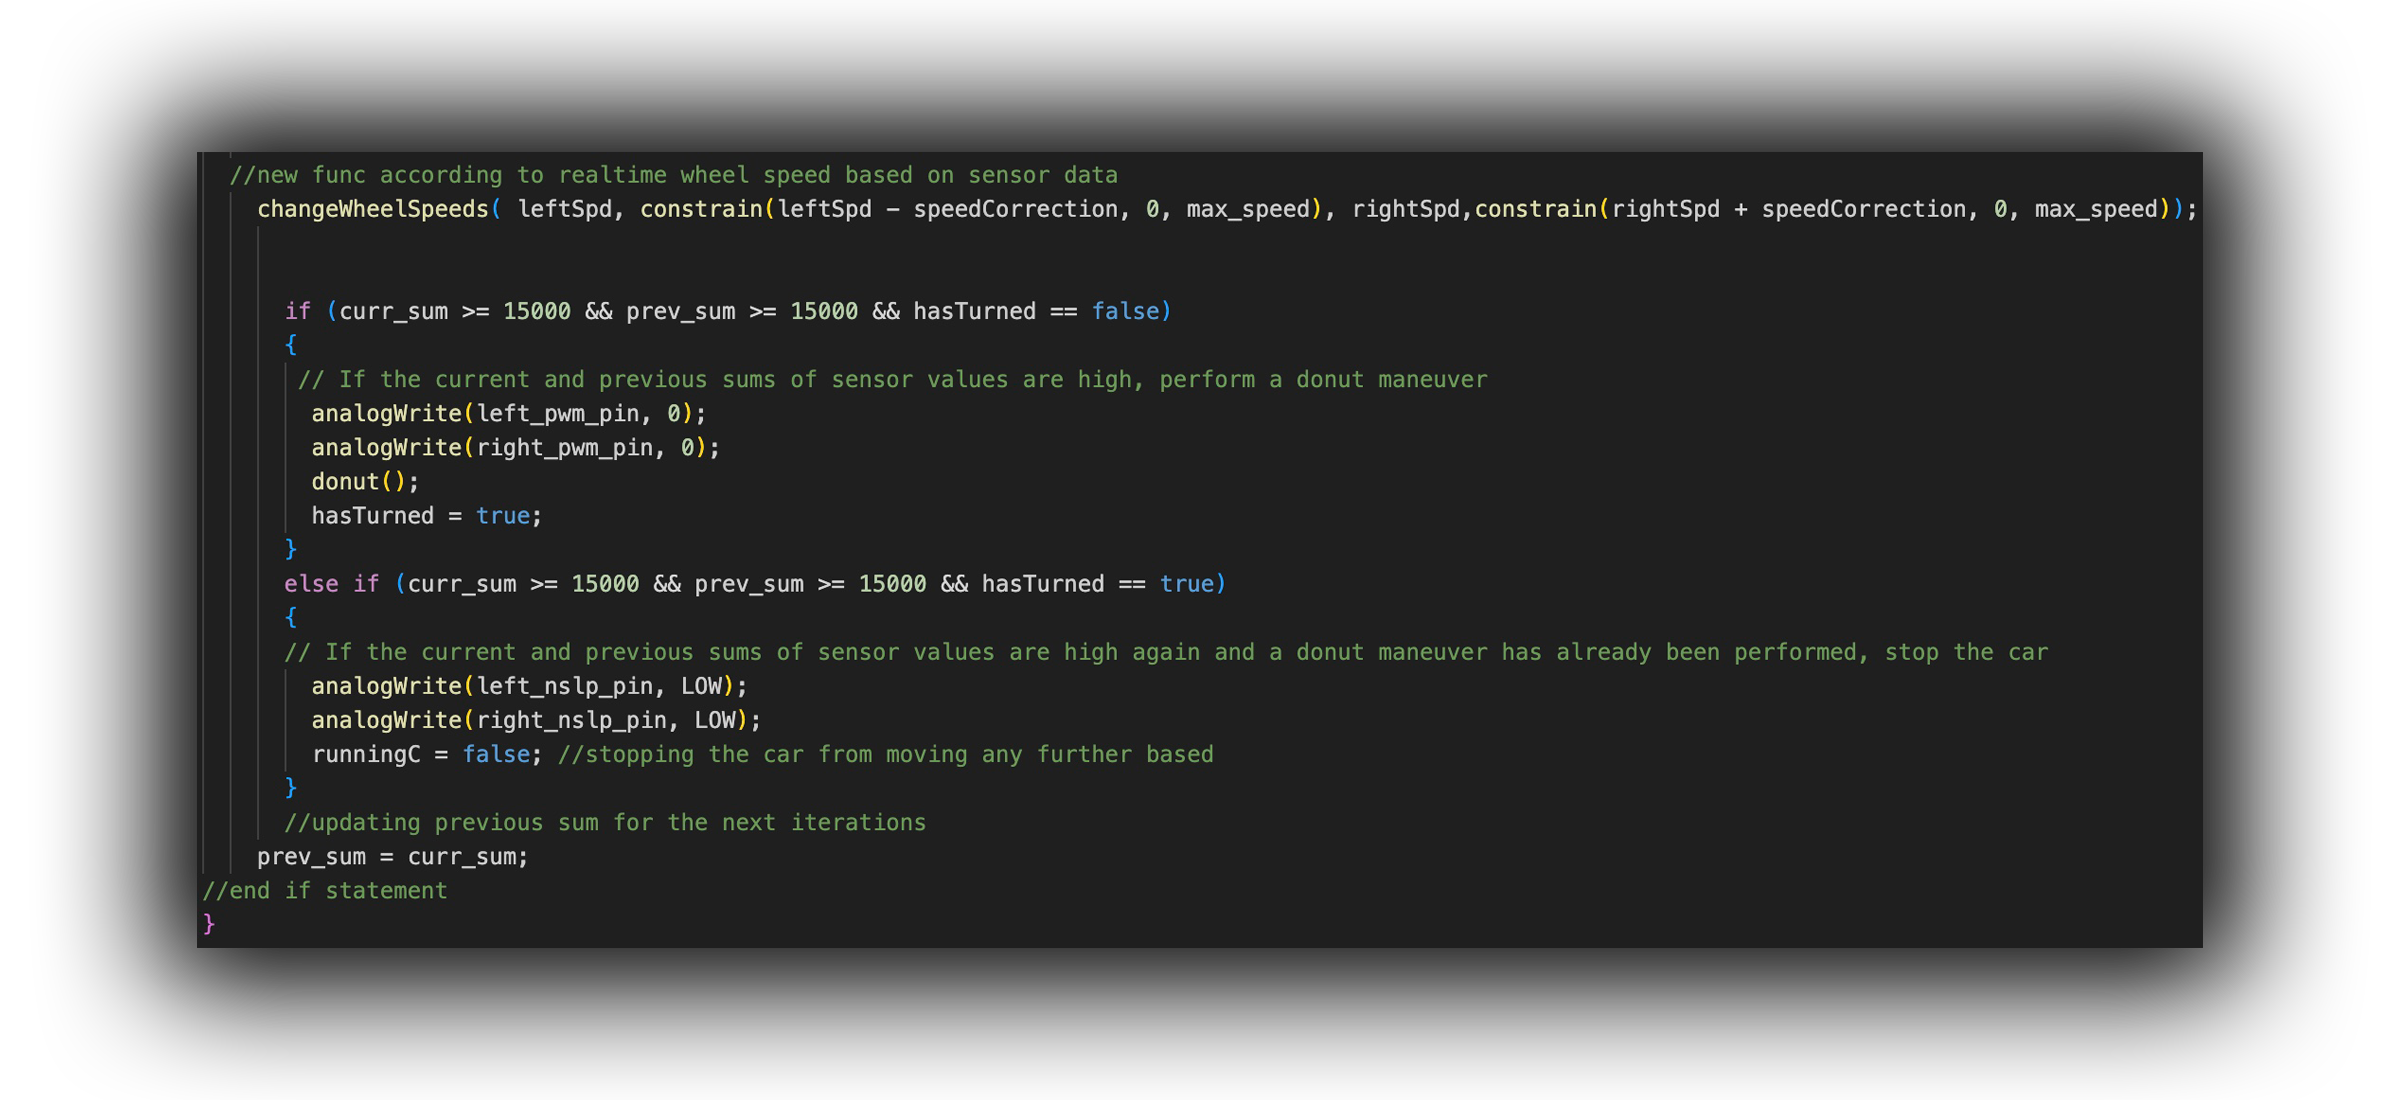 //new func according to realtime wheel speed based on sensor data
changeWheelSpeeds( leftSpd, constrain(leftSpd - speedCorrection, 0, max_speed), rightSpd,constrain(rightSpd + speedCorrection, 0, max_speed));
if (curr_sum >= 15000 && prev_sum >= 15000 && hasTurned == false)
{
// If the current and previous sums of sensor values are high, perform a donut maneuver
analogWrite(left_pwm_pin, 0);
analogWrite(right_pwm_pin, 0);
donut();
hasTurned = true;
}
else if (curr_sum >= 15000 && prev_sum >= 15000 && hasTurned == true)
{
// If the current and previous sums of sensor values are high again and a donut maneuver has already been performed, stop the car
analogWrite(left_nslp_pin, LOW);
analogWrite(right_nslp_pin, LOW);
runningC = false; //stopping the car from moving any further based
}
//updating previous sum for the next iterations
prev_sum = curr_sum;
//end if statement
}